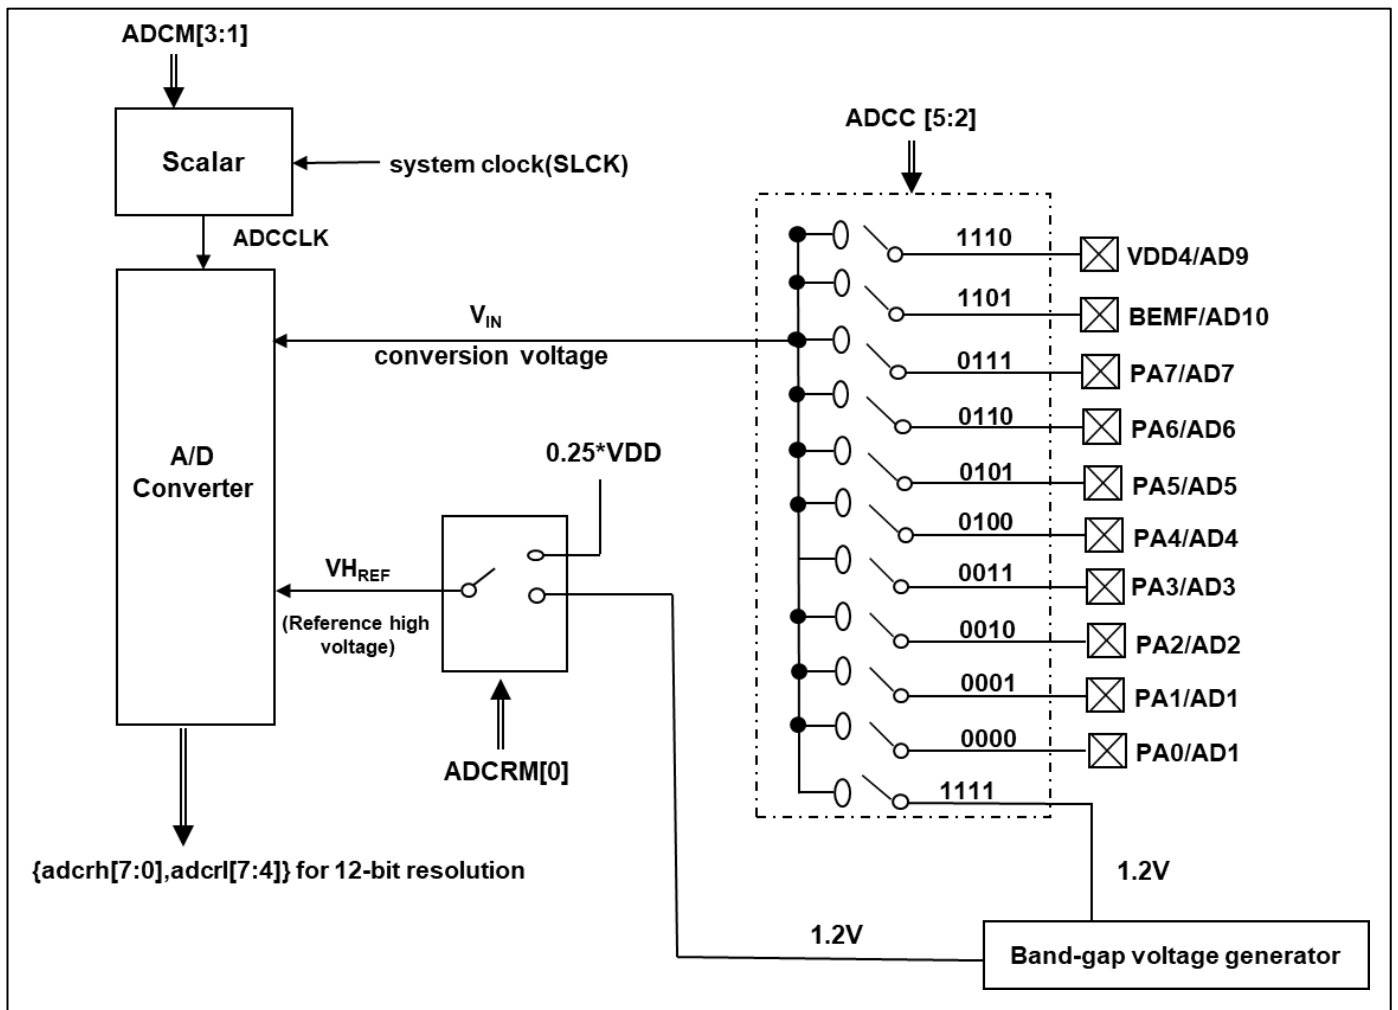 ADCM[3:1]
Scalar
system clock(SLCK)
ADCCLK
ADCC [5:2]
1110
VDD4/AD9
1101
BEMF/AD10
VIN
conversion voltage
0111
PA7/AD7
0110
PA6/AD6
A/D
Converter
0.25*VDD
0101
PA5/AD5
0100
PA4/AD4
VHREF
(Reference high
voltage)
0011
PA3/AD3
0010
PA2/AD2
0001
PA1/AD1
0000
PA0/AD1
ADCRM[0]
1111
{adcrh[7:0],adcrl[7:4]} for 12-bit resolution
1.2V
1.2V
Band-gap voltage generator